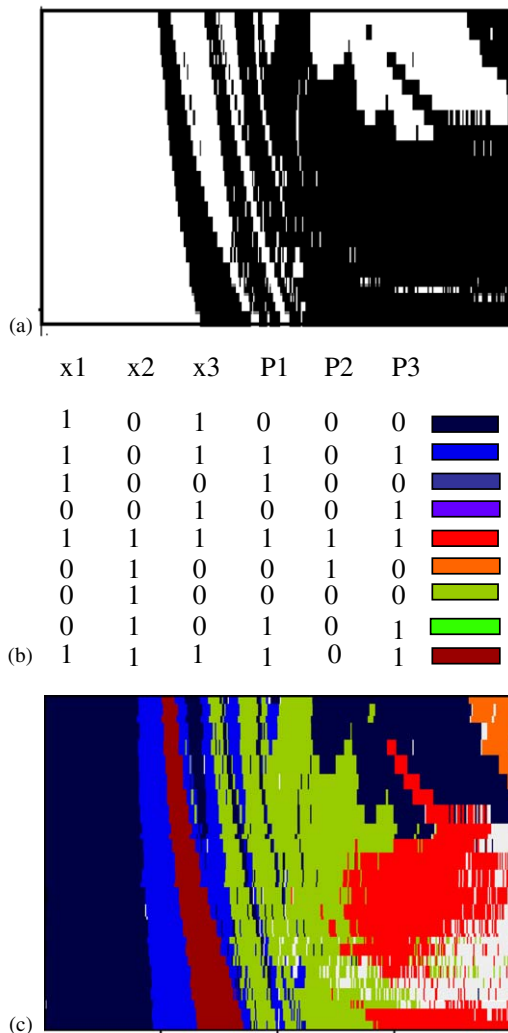 (a)
x1 x2 x3 P1 P2 P3
1 0 1 0 0 0
1 0 1 1 0 1
1 0 0 1 0 0
0 0 1 0 0 1
1 1 1 1 1 1
0 1 0 0 1 0
0 1 0 0 0 0
0 1 0 1 0 1
(b) 1 1 1 1 0 1
(c)